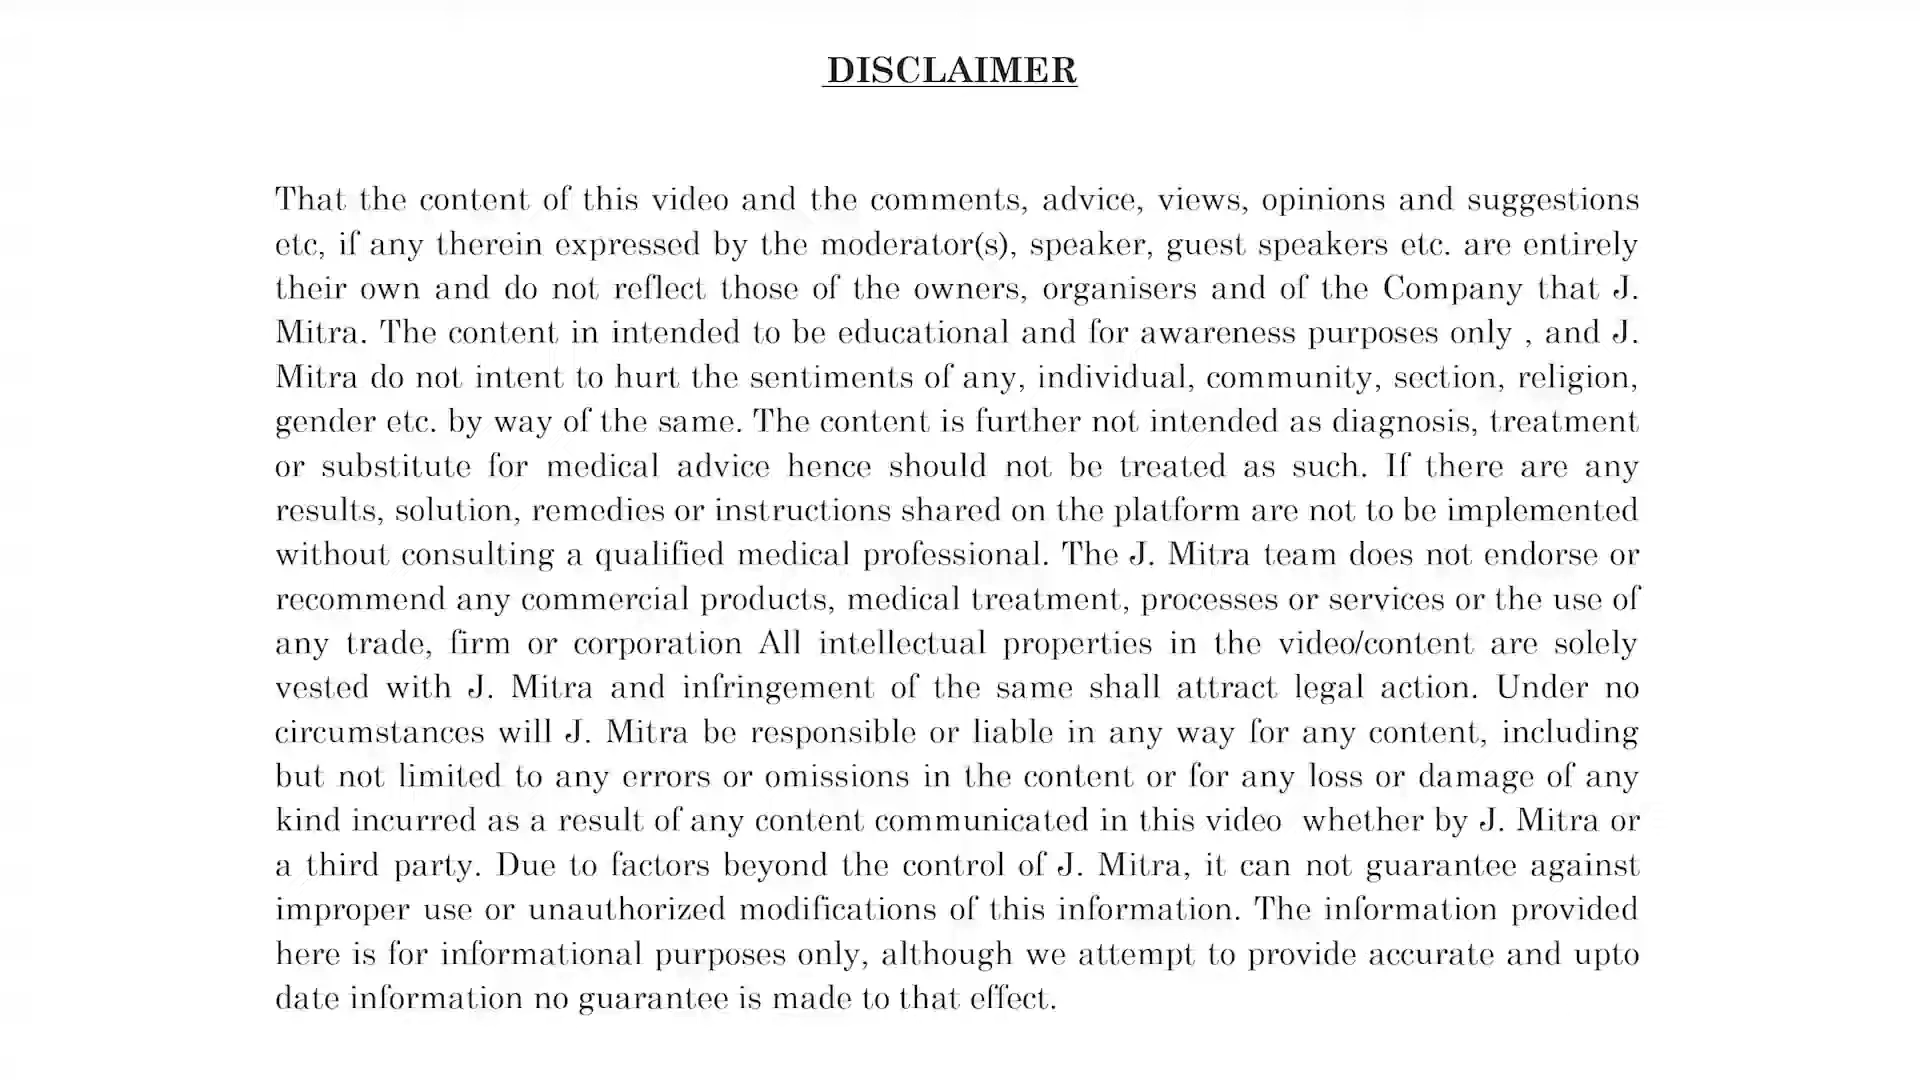 DISCLAIMER
That the content of this video and the comments, advice, views, opinions and suggestions
etc, if any therein expressed by the moderator(s), speaker, guest speakers etc. are entirely
their own and do not reflect those of the owners, organisers and of the Company that J.
Mitra. The content in intended to be educational and for awareness purposes only , and J.
Mitra do not intent to hurt the sentiments of any, individual, community, section, religion,
gender etc. by way of the same. The content is further not intended as diagnosis, treatment
or substitute for medical advice hence should not be treated as such. If there are any
results, solution, remedies or instructions shared on the platform are not to be implemented
without consulting a qualified medical professional. The J. Mitra team does not endorse or
recommend any commercial products, medical treatment, processes or services or the use of
any trade, firm or corporation All intellectual properties in the video/content are solely
vested with J. Mitra and infringement of the same shall attract legal action. Under no
circumstances will J. Mitra be responsible or liable in any way for any content, including
but not limited to any errors or omissions in the content or for any loss or damage of any
kind incurred as a result of any content communicated in this video  whether by J. Mitra or
a third party. Due to factors beyond the control of J. Mitra, it can not guarantee against
improper use or unauthorized modifications of this information. The information provided
here is for informational purposes only, although we attempt to provide accurate and upto
date information no guarantee is made to that effect.